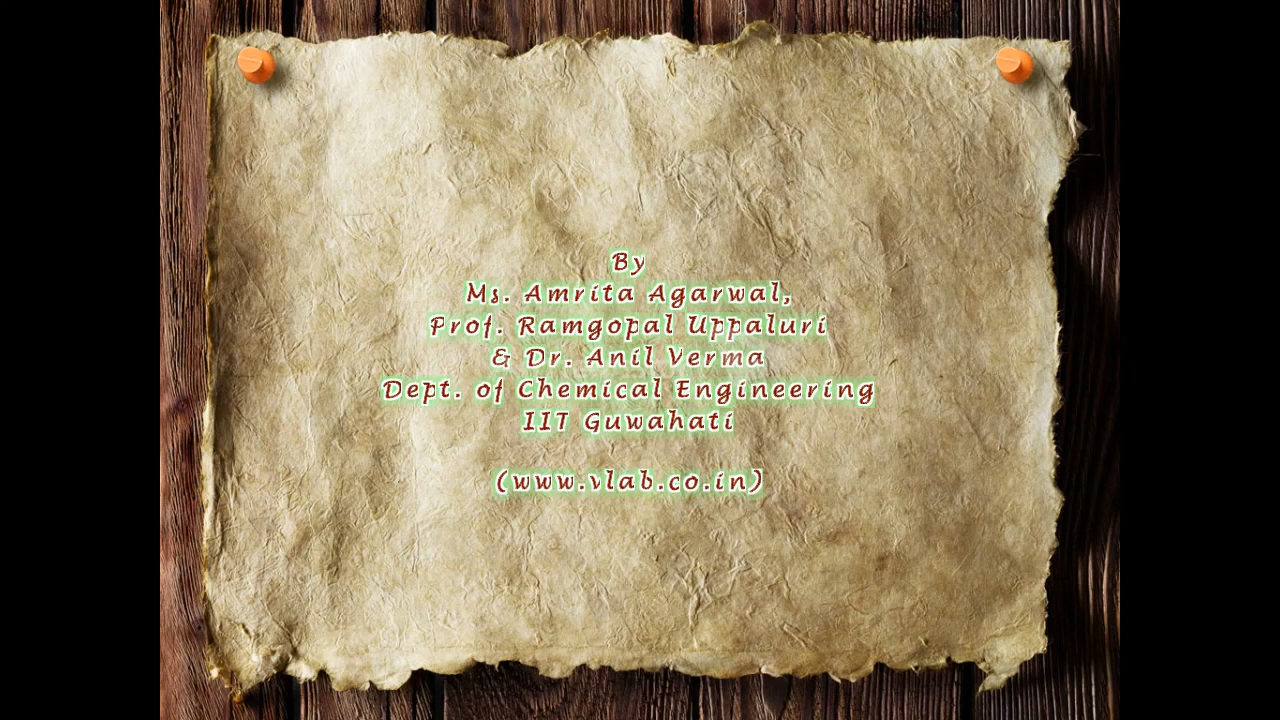 By
Ms. Amrita Agarwal,
Prof. Ramgopal Uppaluri
& Dr. Anil Verma
Dept. of Chemical Engineering
IIT Guwahati
(www.vlab.co.in)